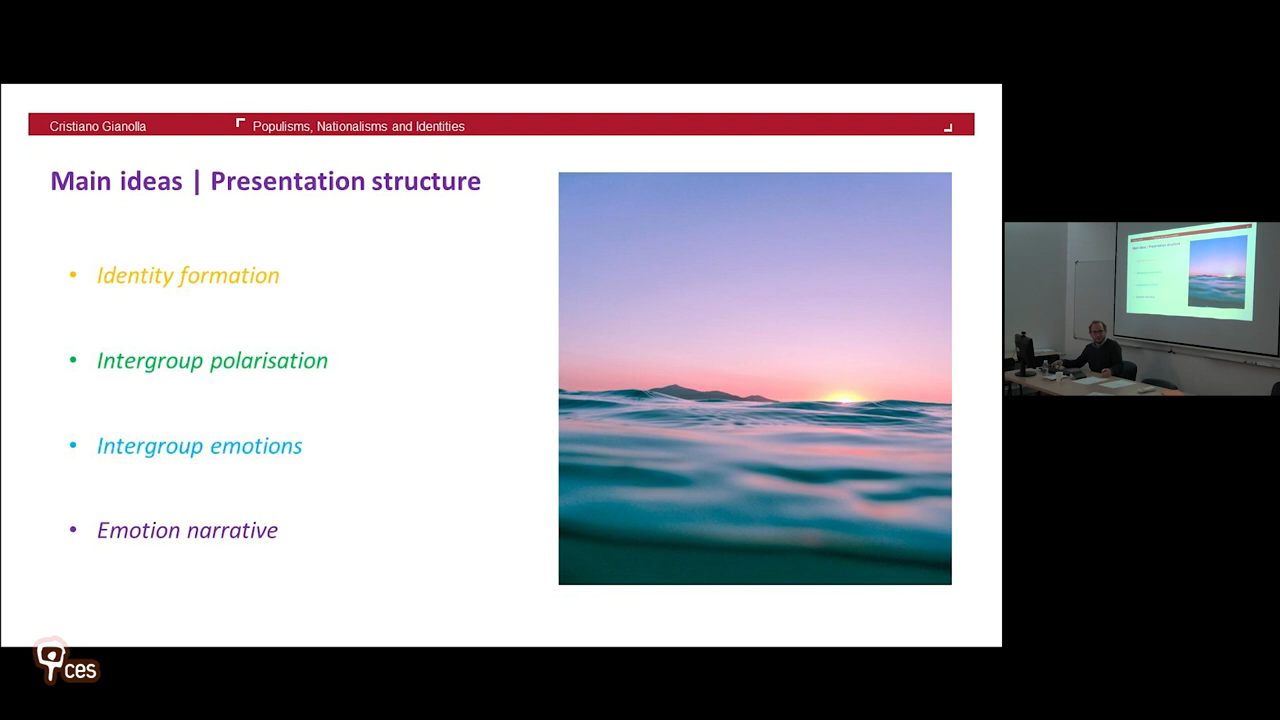 Cristiano Gianolla
Populisms, Nationalisms and Identities
Main ideas | Presentation structure
• Identity formation
• Intergroup polarisation
• Intergroup emotions
• Emotion narrative
ces